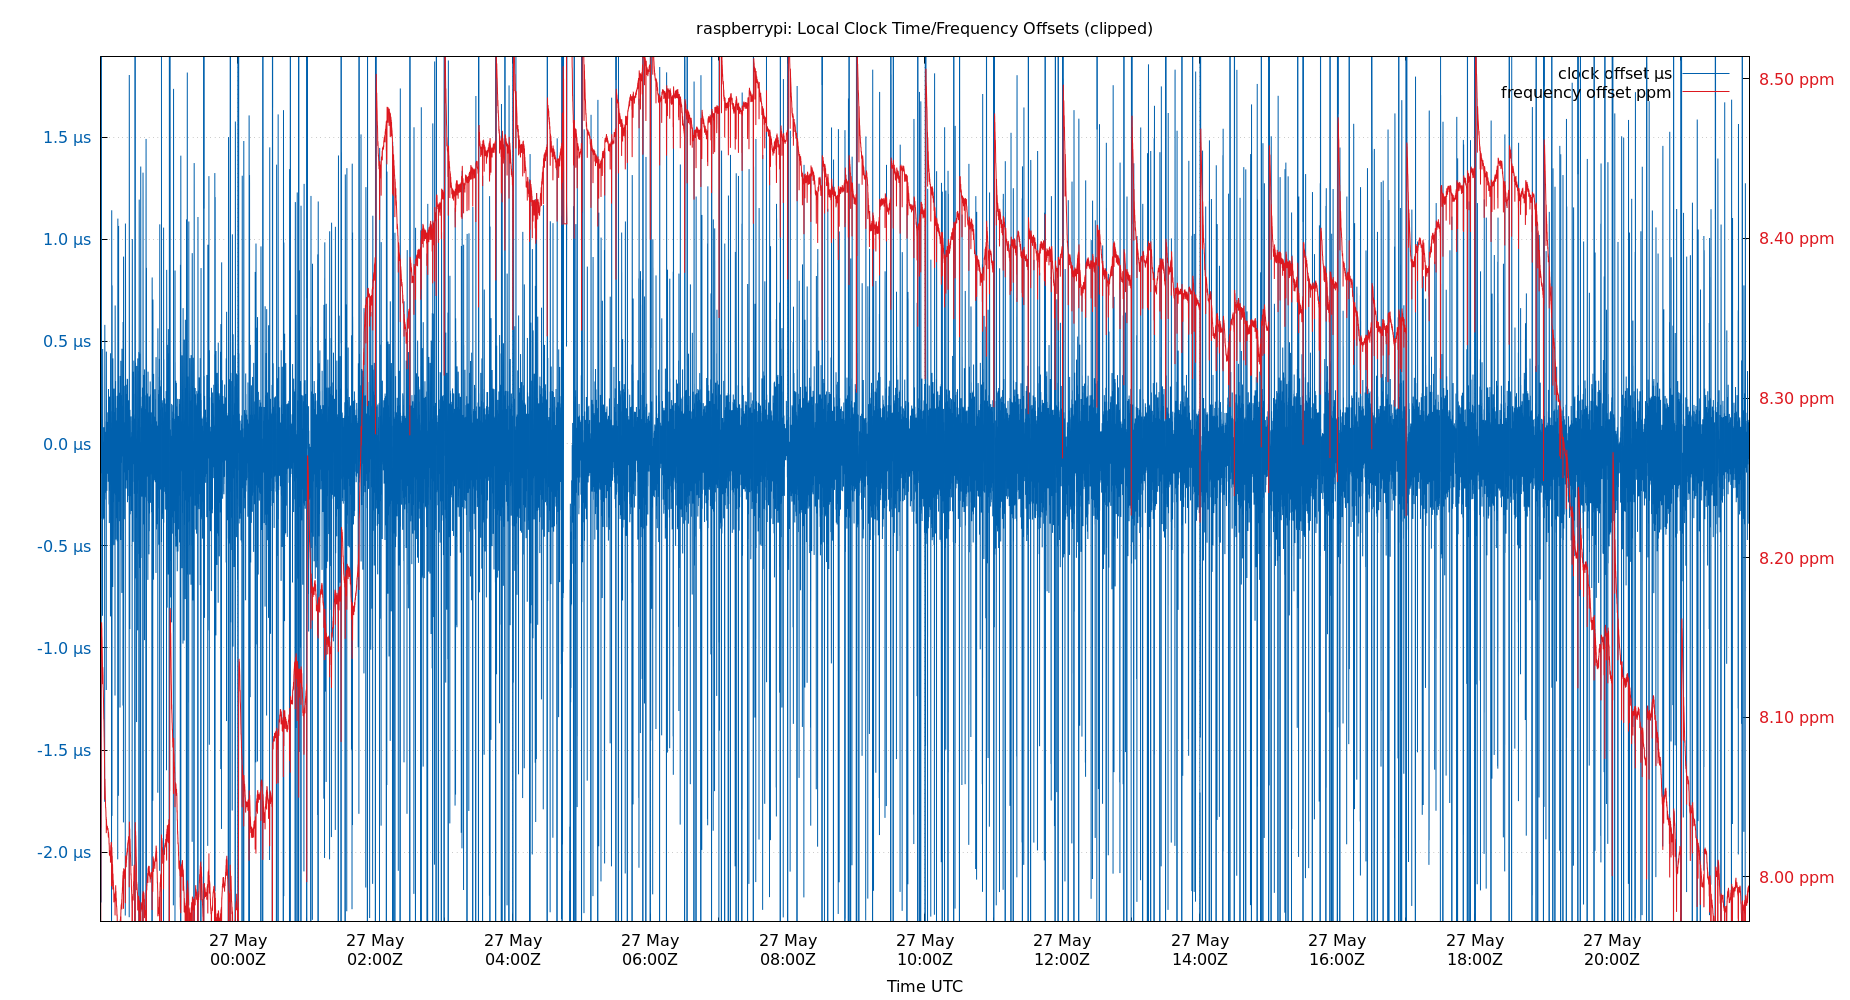 raspberrypi: Local Clock Time/Frequency Offsets (clipped)
clock offset µs
frequency offset ppm
1.5 µs
1.0 µs
0.5 µs
0.0 µs
-0.5 µs
-1.0 µs
-1.5 µs
-2.0 µs
8.50 ppm
8.40 ppm
8.30 ppm
8.20 ppm
8.10 ppm
8.00 ppm
27 May 27 May 27 May 27 May 27 May 27 May 27 May 27 May 27 May 27 May 27 May
00:00Z 02:00Z 04:00Z 06:00Z 08:00Z 10:00Z 12:00Z 14:00Z 16:00Z 18:00Z 20:00Z
Time UTC